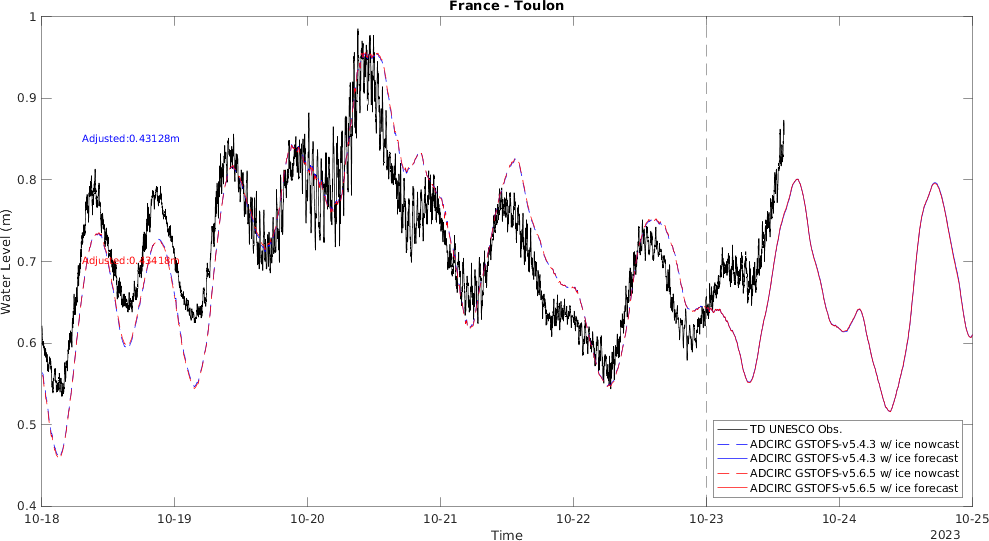 France - Toulon
1
0.9
0.8
0.7
0.6
0.5
0.4
Water Level (m)
Adjusted:0.43128m
Adjusted:0.43418m
TD UNESCO Obs.
ADCIRC GSTOFS-v5.4.3 w/ ice nowcast
ADCIRC GSTOFS-v5.4.3 w/ ice forecast
ADCIRC GSTOFS-v5.6.5 w/ ice nowcast
ADCIRC GSTOFS-v5.6.5 w/ ice forecast
10-18 10-19 10-20 10-21 10-22 10-23 10-24 10-25
Time
2023